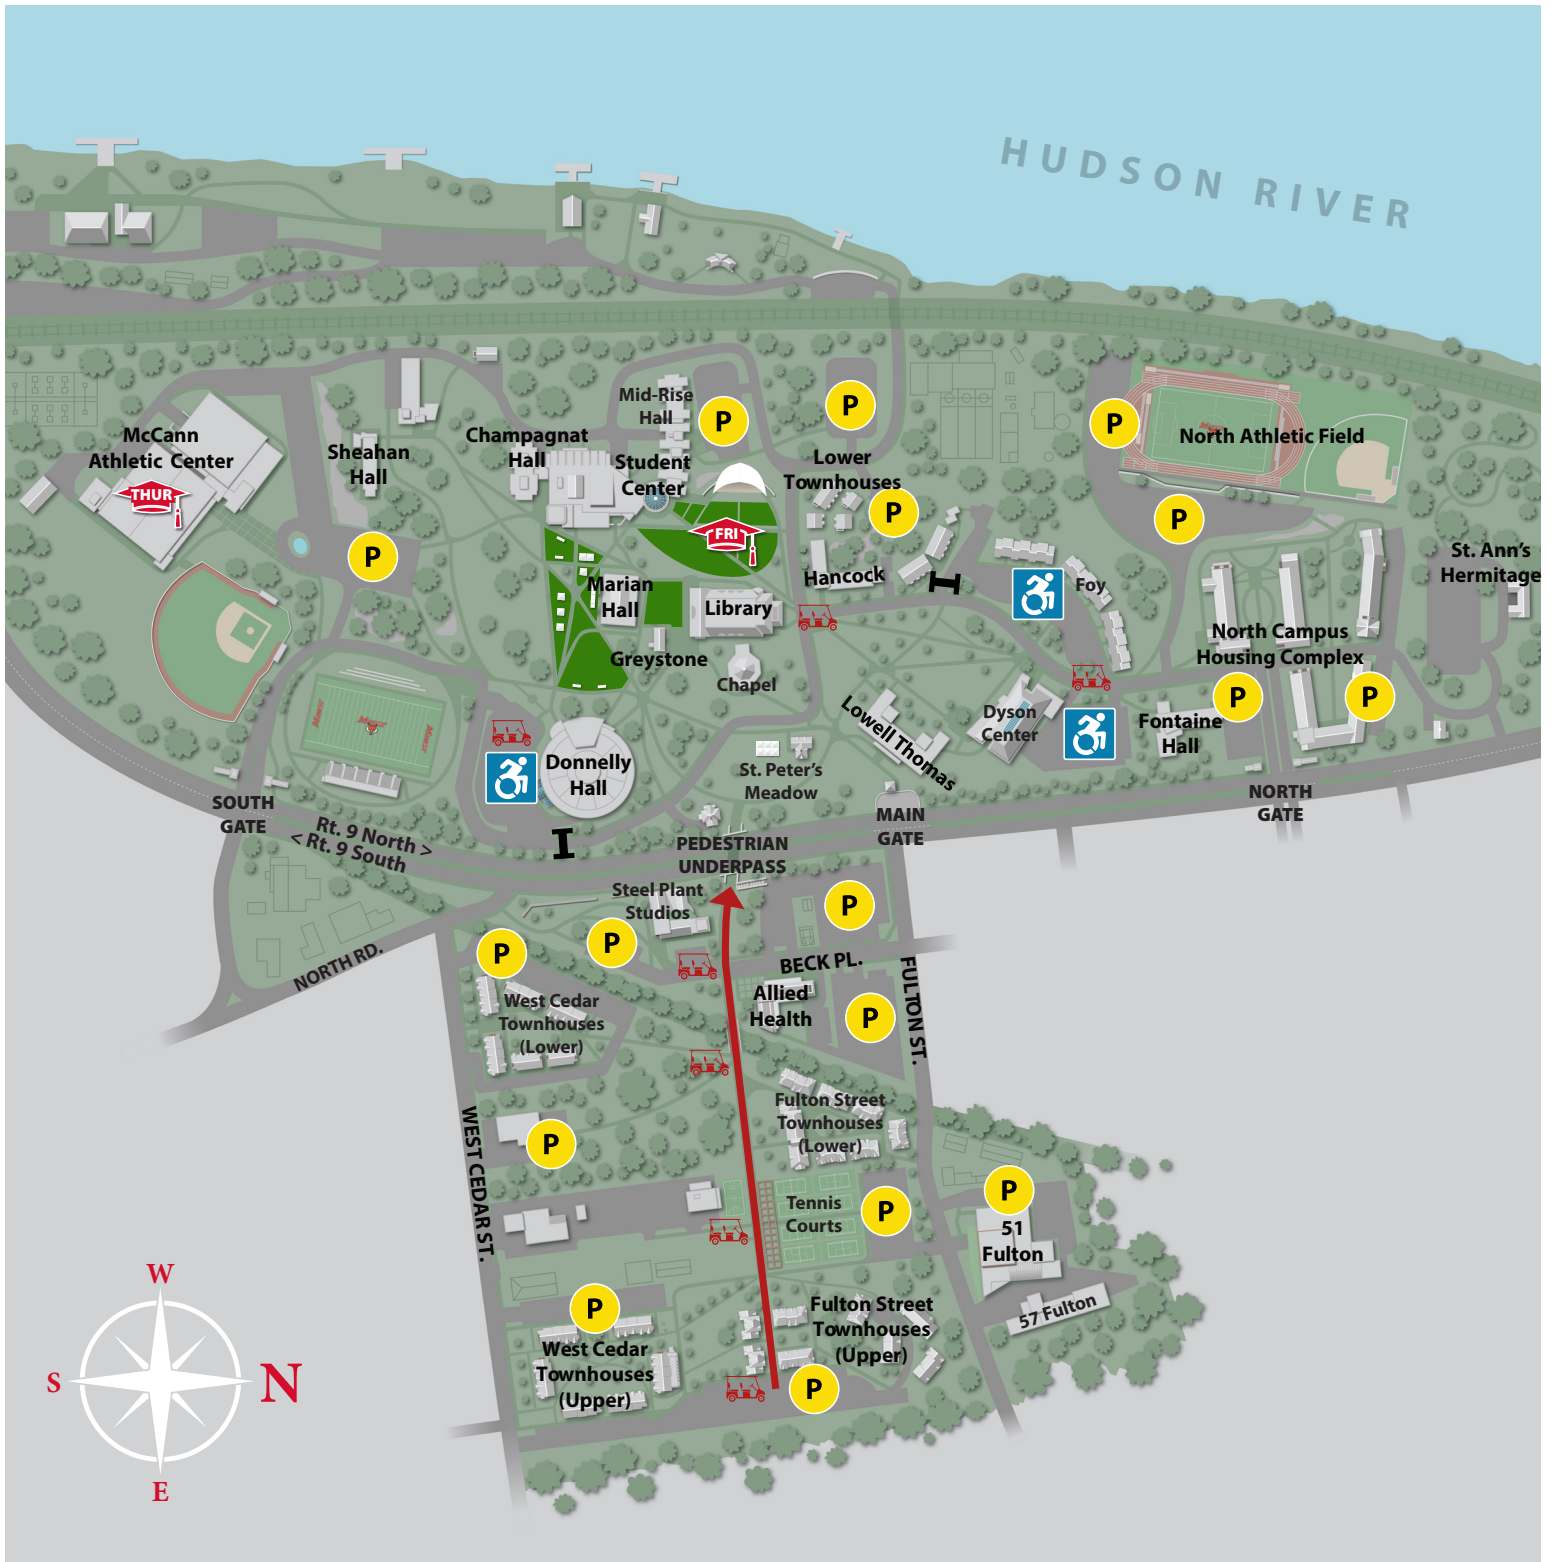 HUDSON RIVER
Mid-Rise
Hall
P
P
P
North Athletic Field
McCann
Athletic Center
THUR
Sheahan
Hall
Champagnat
Hall
Student
Center
Lower
Townhouses
P
P
FRI
P
St. Ann's
Hermitage
Hancock
Foy
Marian
Hall
Library
North Campus
Housing Complex
Greystone
Chapel
P
P
Lowell Thomas
Dyson
Center
Fontaine
Hall
Donnelly
Hall
St. Peter's
Meadow
SOUTH
GATE
Rt. 9 North >
< Rt. 9 South
MAIN
GATE
NORTH
GATE
PEDESTRIAN
UNDERPASS
Steel Plant
Studios
P
P
P
NORTH RD.
BECK PL.
FULTON ST.
West Cedar
Townhouses
(Lower)
Allied
Health
P
Fulton Street
Townhouses
(Lower)
WEST CEDAR ST.
P
Tennis
Courts
P
P
51
Fulton
57 Fulton
P
Fulton Street
Townhouses
(Upper)
West Cedar
Townhouses
(Upper)
P
W
S
N
E